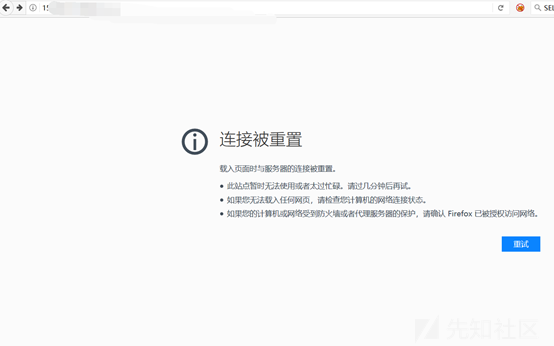 15
SEL
连接被重置
载入页面时与服务器的连接被重置。
此站点暂时无法使用或者太过忙碌。请过几分钟后再试。
如果您无法载入任何网页，请检查您计算机的网络连接状态。
如果您的计算机或网络受到防火墙或者代理服务器的保护，请确认 Firefox 已被授权访问网络。
重试
先知社区